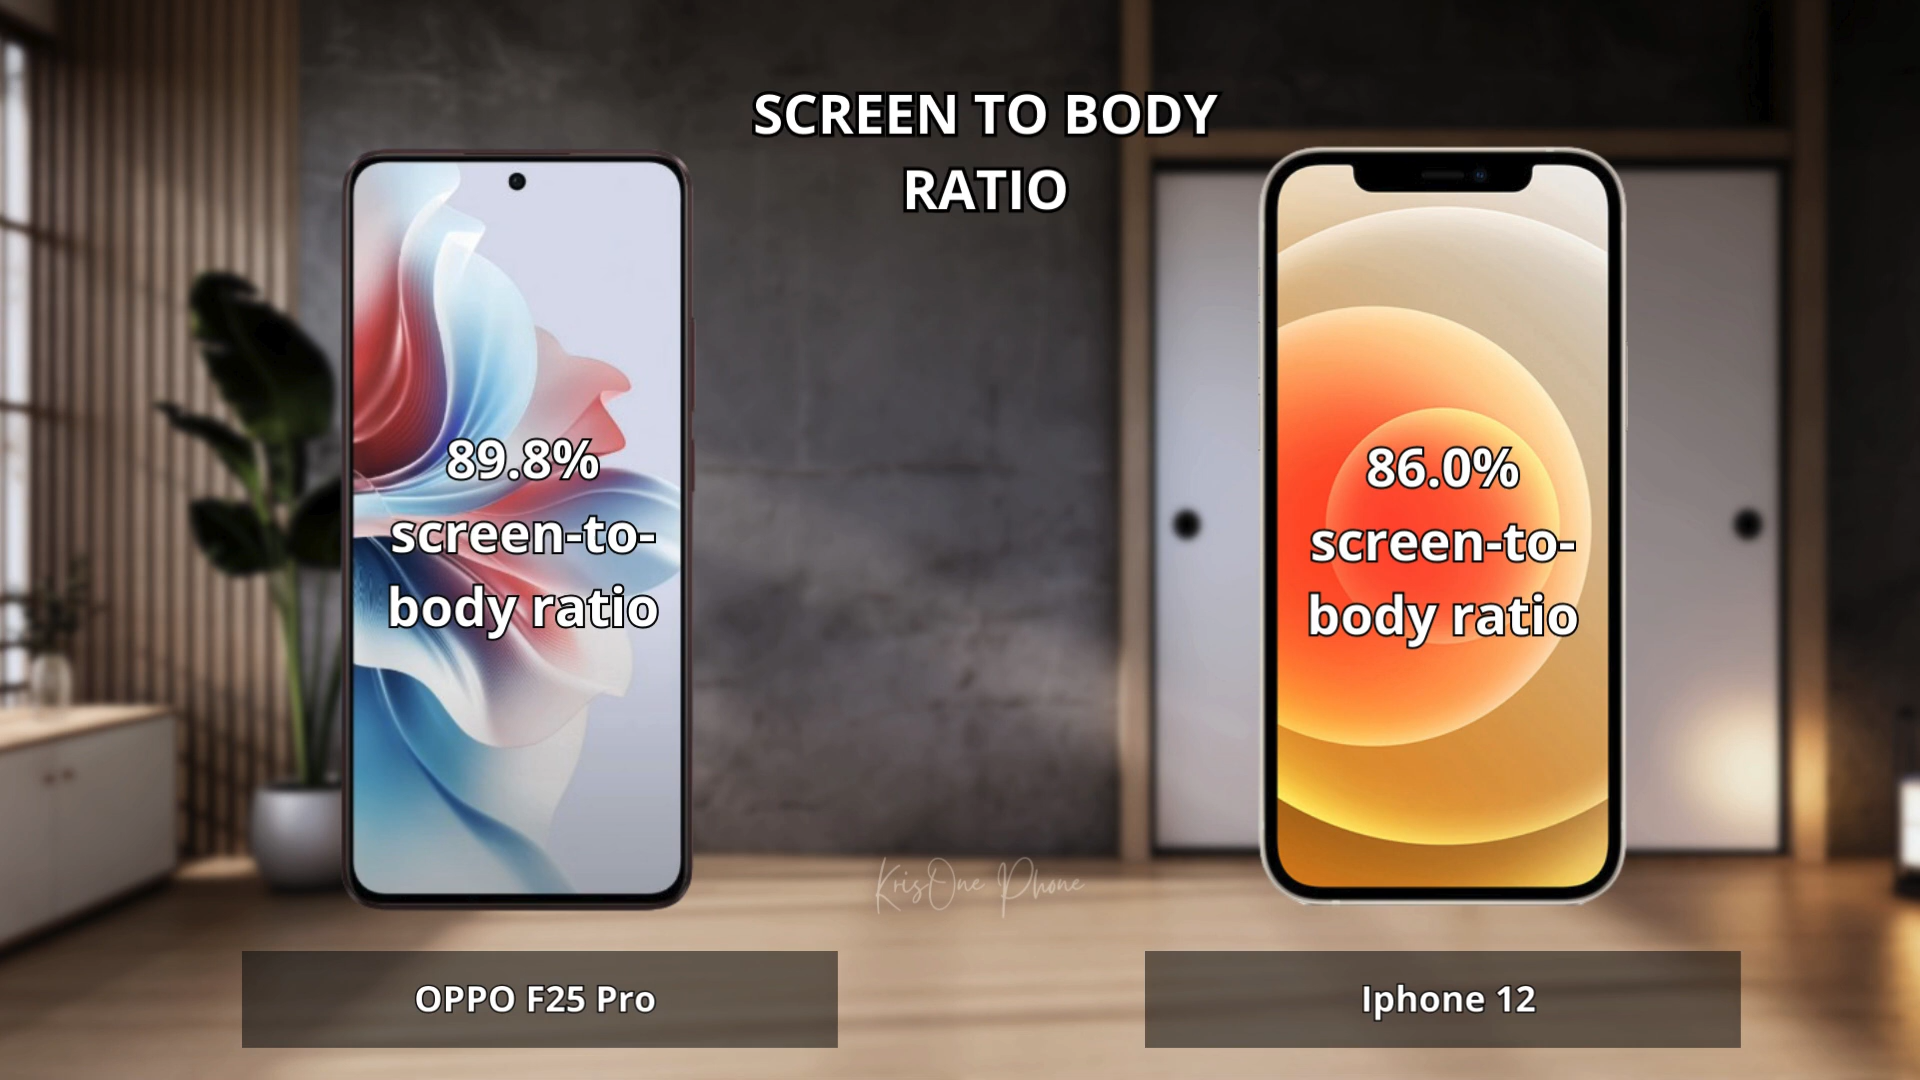 SCREEN TO BODY
RATIO
89.8%
screen-to-
body ratio
86.0%
screen-to-
body ratio
KrisOne Phone
OPPO F25 Pro
Iphone 12